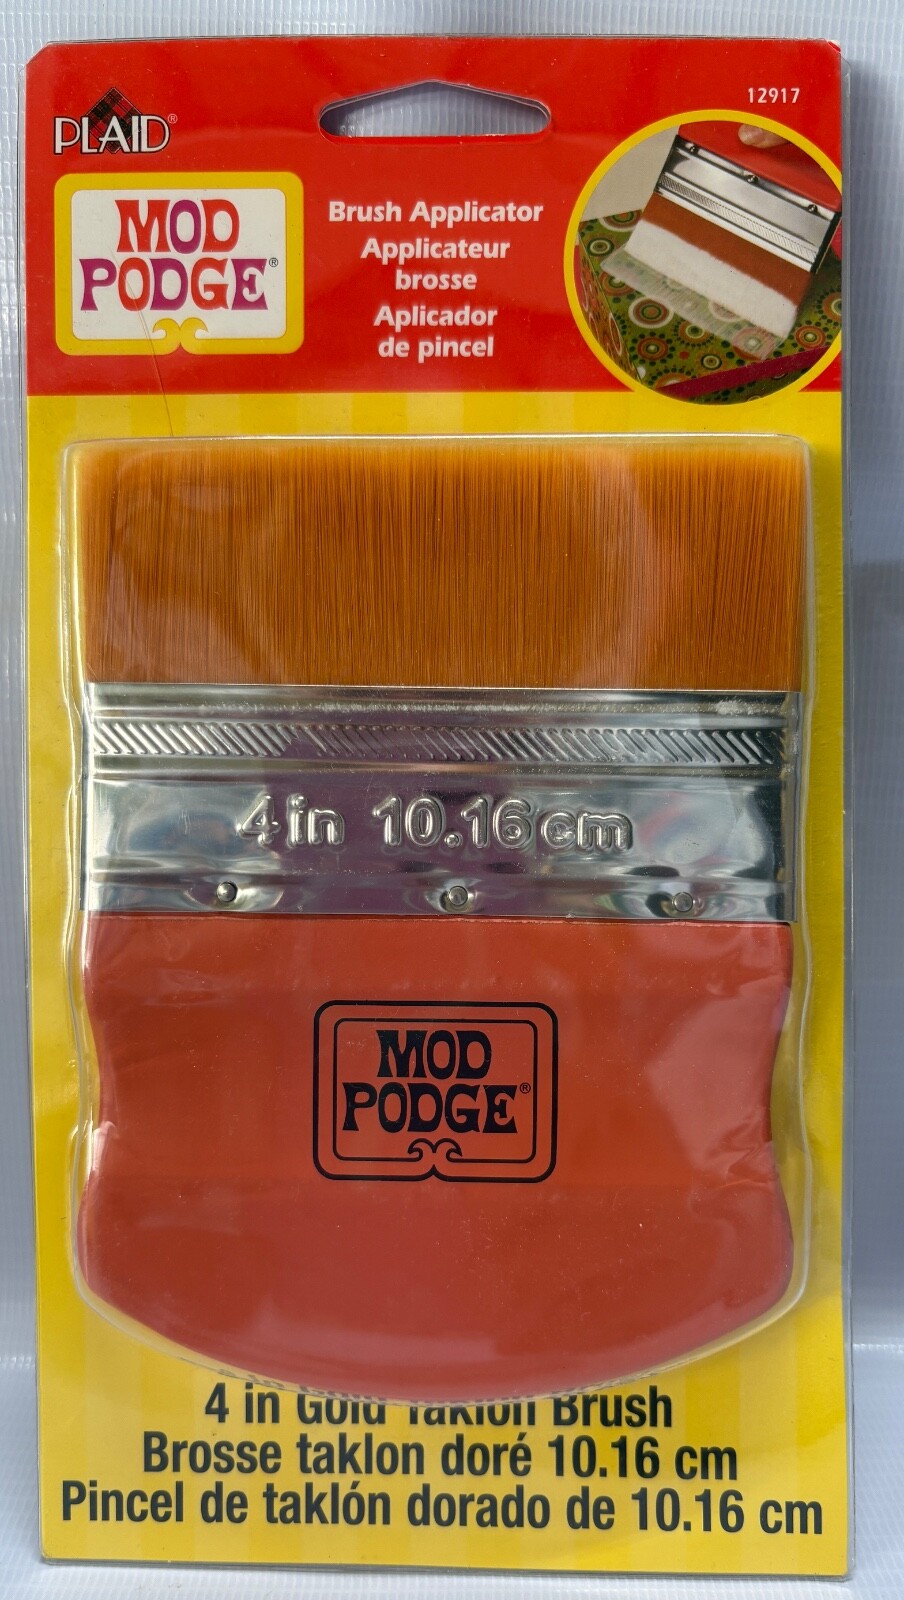 12917
PLAID®
MOD
PODGE®
Brush Applicator
Applicateur
brosse
Aplicador
de pincel
4 in 10.16 cm
MOD
PODGE®
4 in Gold Taklon Brush
Brosse taklon doré 10.16 cm
Pincel de taklón dorado de 10.16 cm